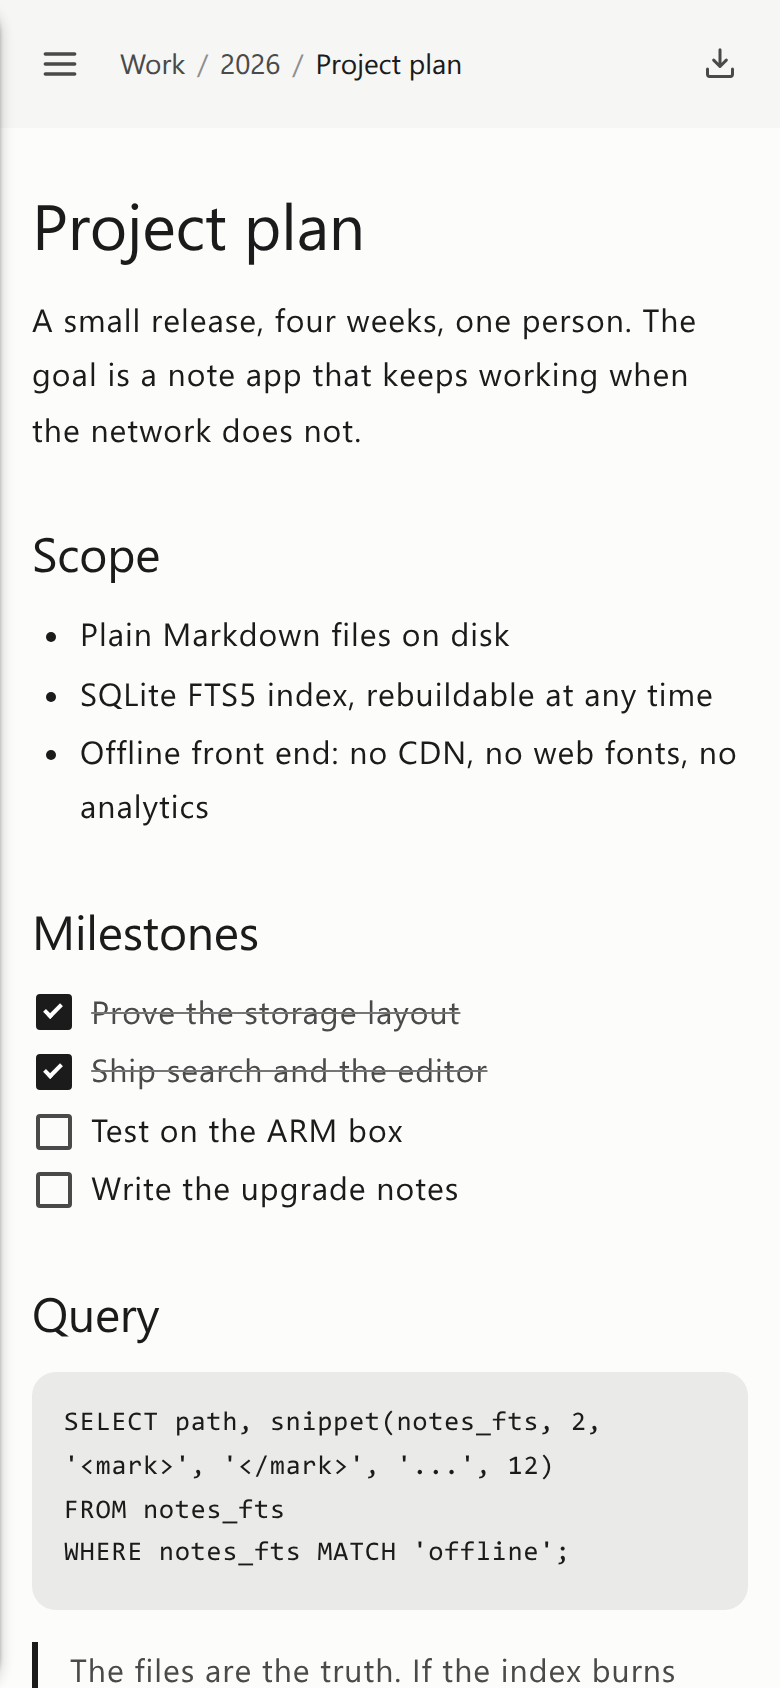 Work / 2026 / Project plan
Project plan
A small release, four weeks, one person. The
goal is a note app that keeps working when
the network does not.
Scope
• Plain Markdown files on disk
• SQLite FTS5 index, rebuildable at any time
• Offline front end: no CDN, no web fonts, no
analytics
Milestones
Prove the storage layout
Ship search and the editor
Test on the ARM box
Write the upgrade notes
Query
SELECT path, snippet(notes_fts, 2,
'<mark>', '</mark>', '...', 12)
FROM notes_fts
WHERE notes_fts MATCH 'offline';
The files are the truth. If the index burns